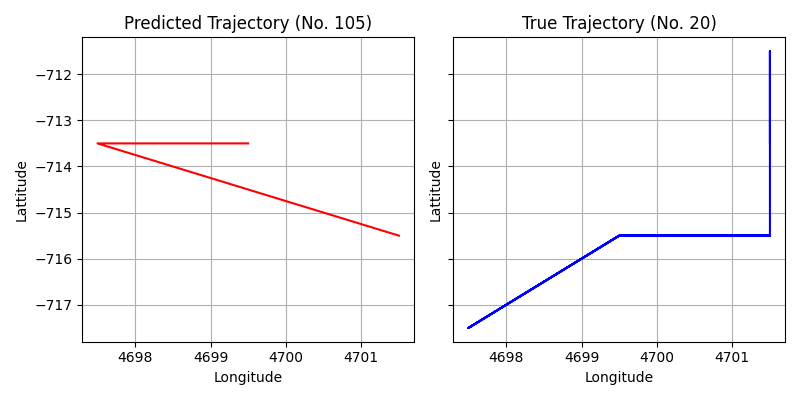 Predicted Trajectory (No. 105)
True Trajectory (No. 20)
Lattitude
−712
−713
−714
−715
−716
−717
4698
4699
4700
4701
Longitude
Lattitude
4698
4699
4700
4701
Longitude